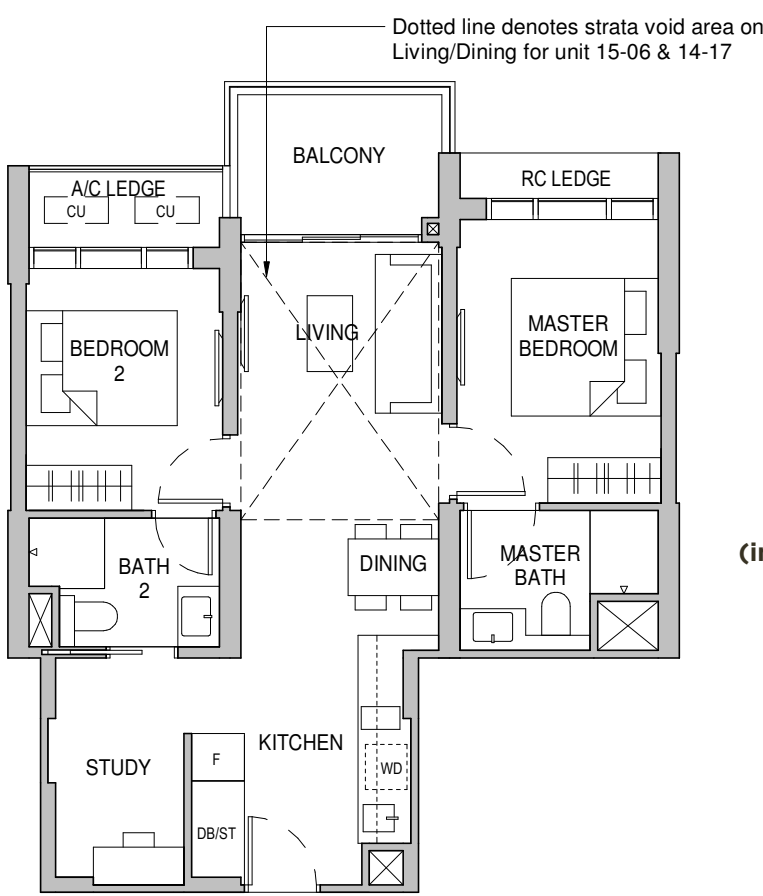 Dotted line denotes strata void area on
Living/Dining for unit 15-06 & 14-17
BALCONY
A/C LEDGE
CU
CU
RC LEDGE
LIVING
MASTER
BEDROOM
BEDROOM
2
DINING
MASTER
BATH
BATH
2
KITCHEN
STUDY
F
WD
DB/ST